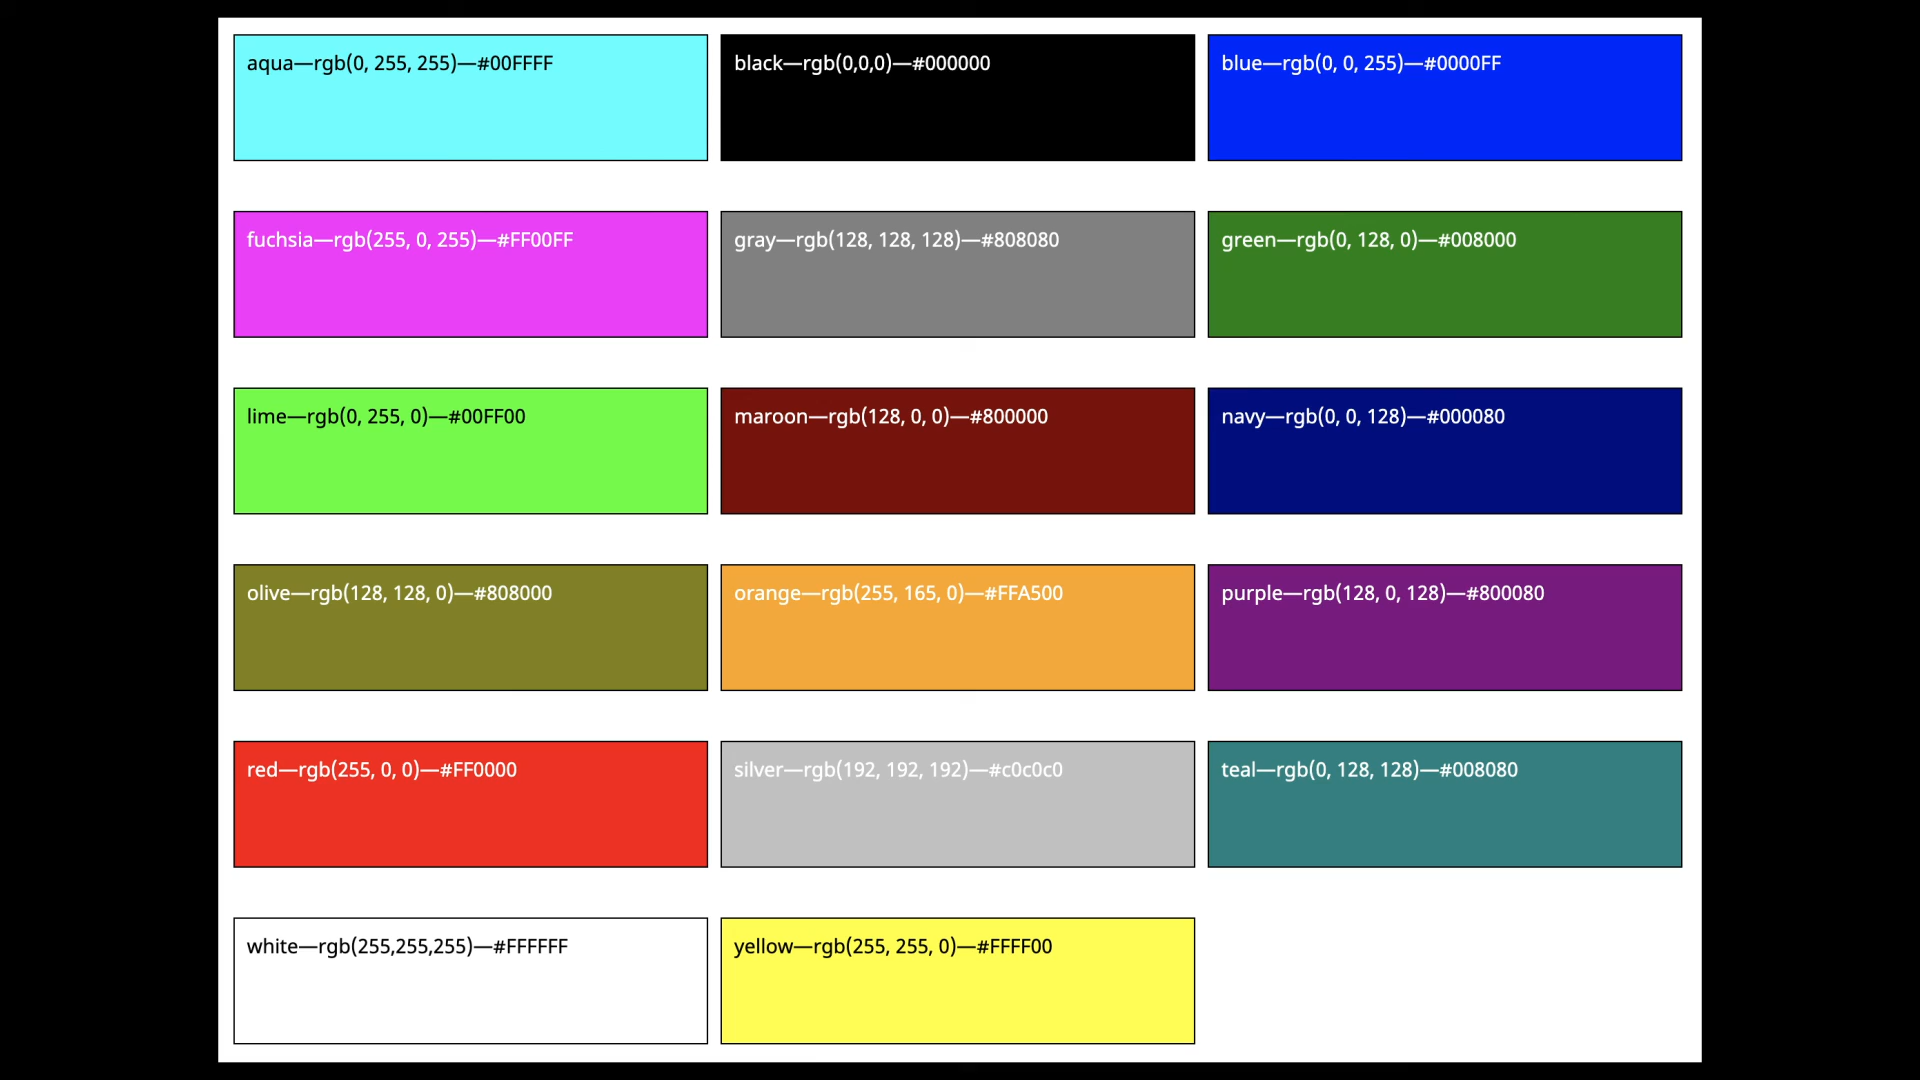 aqua—rgb(0, 255, 255)—#00FFFF
black—rgb(0,0,0)—#000000
blue—rgb(0, 0, 255)—#0000FF
fuchsia—rgb(255, 0, 255)—#FF00FF
gray—rgb(128, 128, 128)—#808080
green—rgb(0, 128, 0)—#008000
lime—rgb(0, 255, 0)—#00FF00
maroon—rgb(128, 0, 0)—#800000
navy—rgb(0, 0, 128)—#000080
olive—rgb(128, 128, 0)—#808000
orange—rgb(255, 165, 0)—#FFA500
purple—rgb(128, 0, 128)—#800080
red—rgb(255, 0, 0)—#FF0000
silver—rgb(192, 192, 192)—#c0c0c0
teal—rgb(0, 128, 128)—#008080
white—rgb(255,255,255)—#FFFFFF
yellow—rgb(255, 255, 0)—#FFFF00